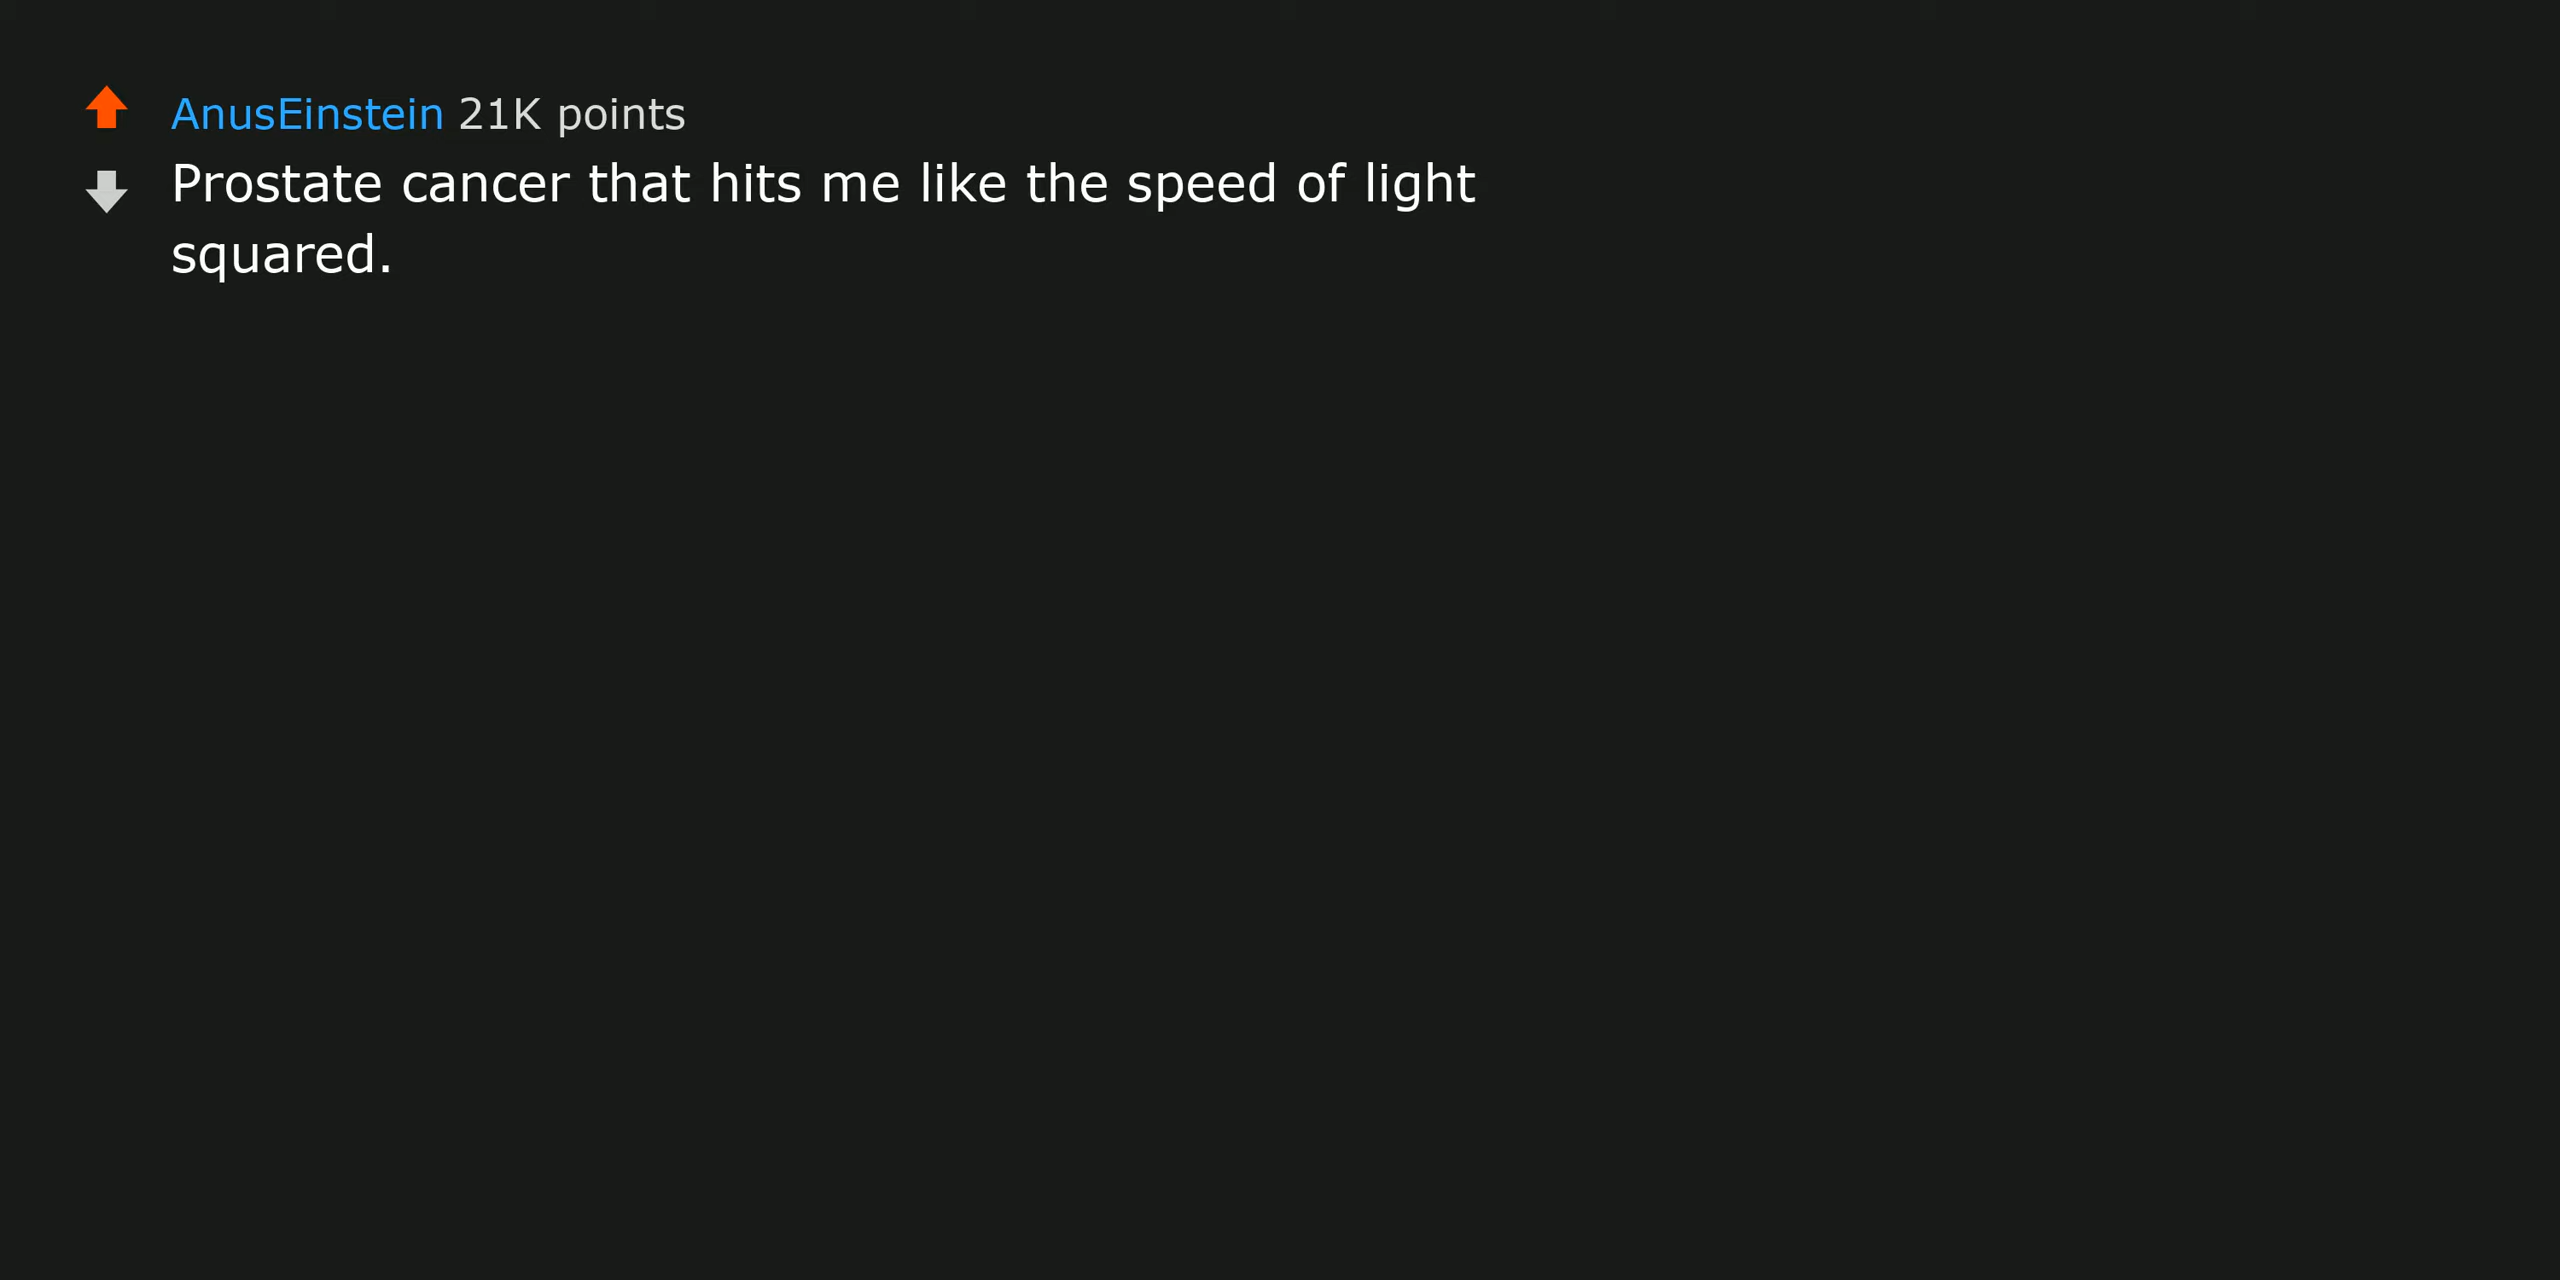 AnusEinstein 21K points
Prostate cancer that hits me like the speed of light
squared.